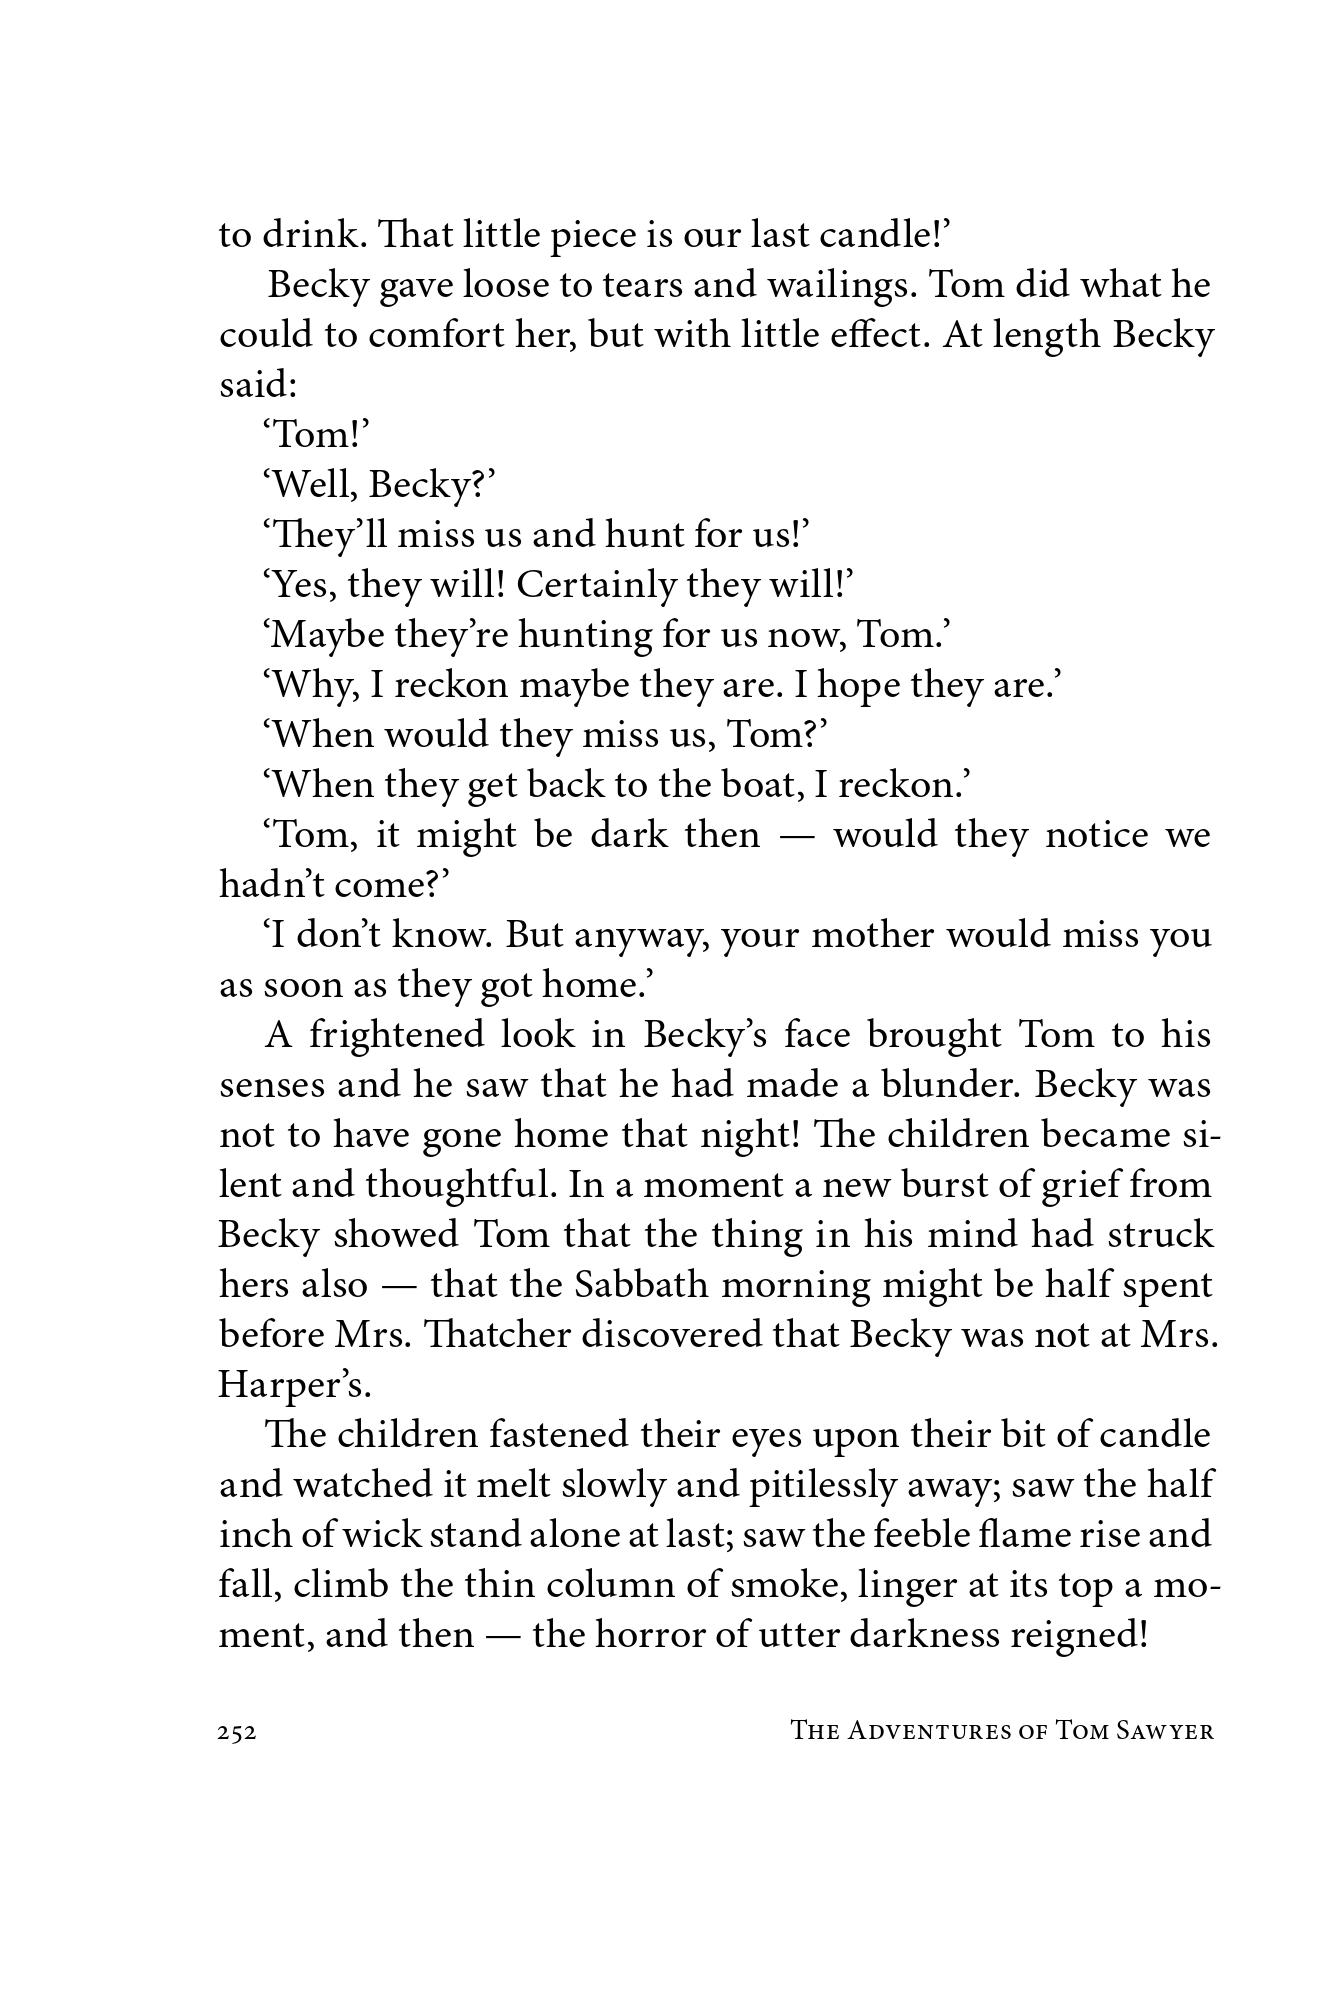 to drink. That little piece is our last candle!’
Becky gave loose to tears and wailings. Tom did what he
could to comfort her, but with little effect. At length Becky
said:
‘Tom!’
‘Well, Becky?’
‘They’ll miss us and hunt for us!’
‘Yes, they will! Certainly they will!’
‘Maybe they’re hunting for us now, Tom.’
‘Why, I reckon maybe they are. I hope they are.’
‘When would they miss us, Tom?’
‘When they get back to the boat, I reckon.’
‘Tom, it might be dark then — would they notice we
hadn’t come?’
‘I don’t know. But anyway, your mother would miss you
as soon as they got home.’
A frightened look in Becky’s face brought Tom to his
senses and he saw that he had made a blunder. Becky was
not to have gone home that night! The children became si-
lent and thoughtful. In a moment a new burst of grief from
Becky showed Tom that the thing in his mind had struck
hers also — that the Sabbath morning might be half spent
before Mrs. Thatcher discovered that Becky was not at Mrs.
Harper’s.
The children fastened their eyes upon their bit of candle
and watched it melt slowly and pitilessly away; saw the half
inch of wick stand alone at last; saw the feeble flame rise and
fall, climb the thin column of smoke, linger at its top a mo-
ment, and then — the horror of utter darkness reigned!
252 The Adventures of Tom Sawyer